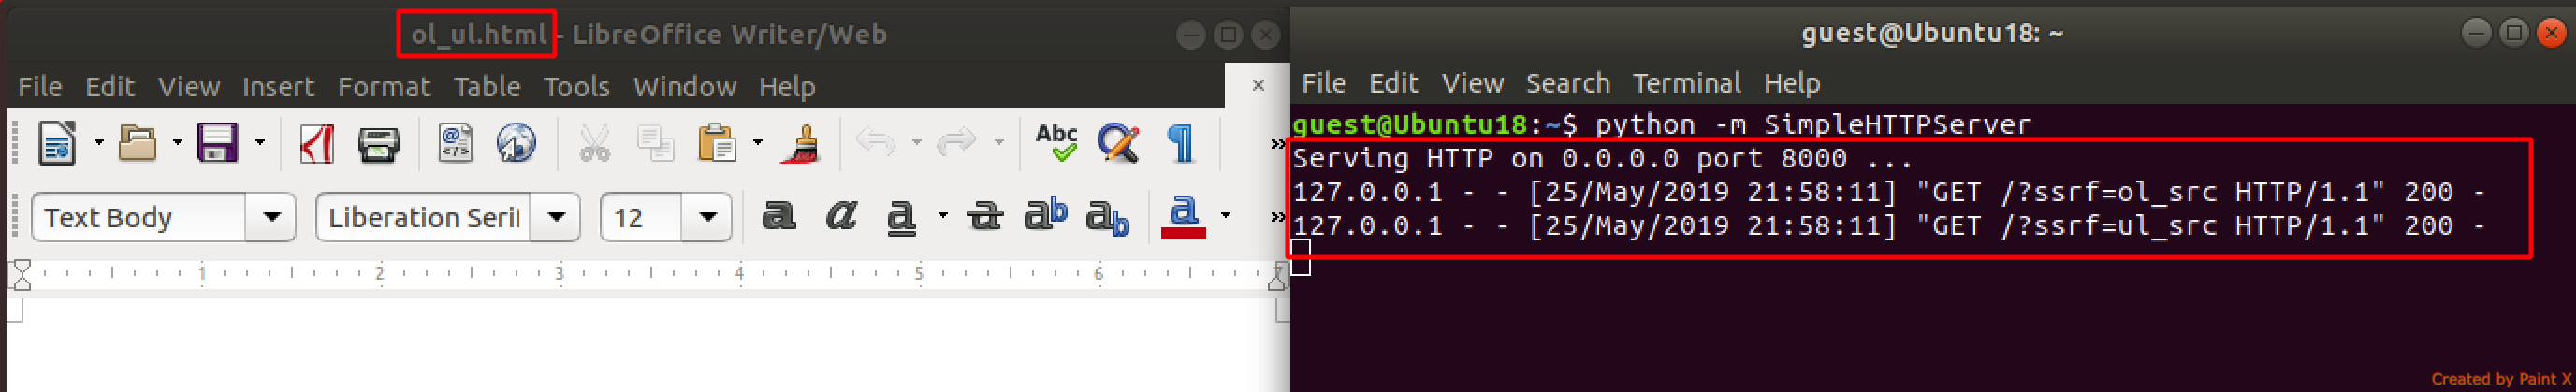 ol_ul.html - LibreOffice Writer/Web
File Edit View Insert Format Table Tools Window Help
Abc
Text Body Liberation Seri 12 a a a a ab ab a
1 2 3 4 5 6 7
guest@Ubuntu18: ~
File Edit View Search Terminal Help
guest@Ubuntu18:~$ python -m SimpleHTTPServer
Serving HTTP on 0.0.0.0 port 8000 ...
127.0.0.1 - - [25/May/2019 21:58:11] "GET /?ssrf=ol_src HTTP/1.1" 200 -
127.0.0.1 - - [25/May/2019 21:58:11] "GET /?ssrf=ul_src HTTP/1.1" 200 -
Created by Paint X